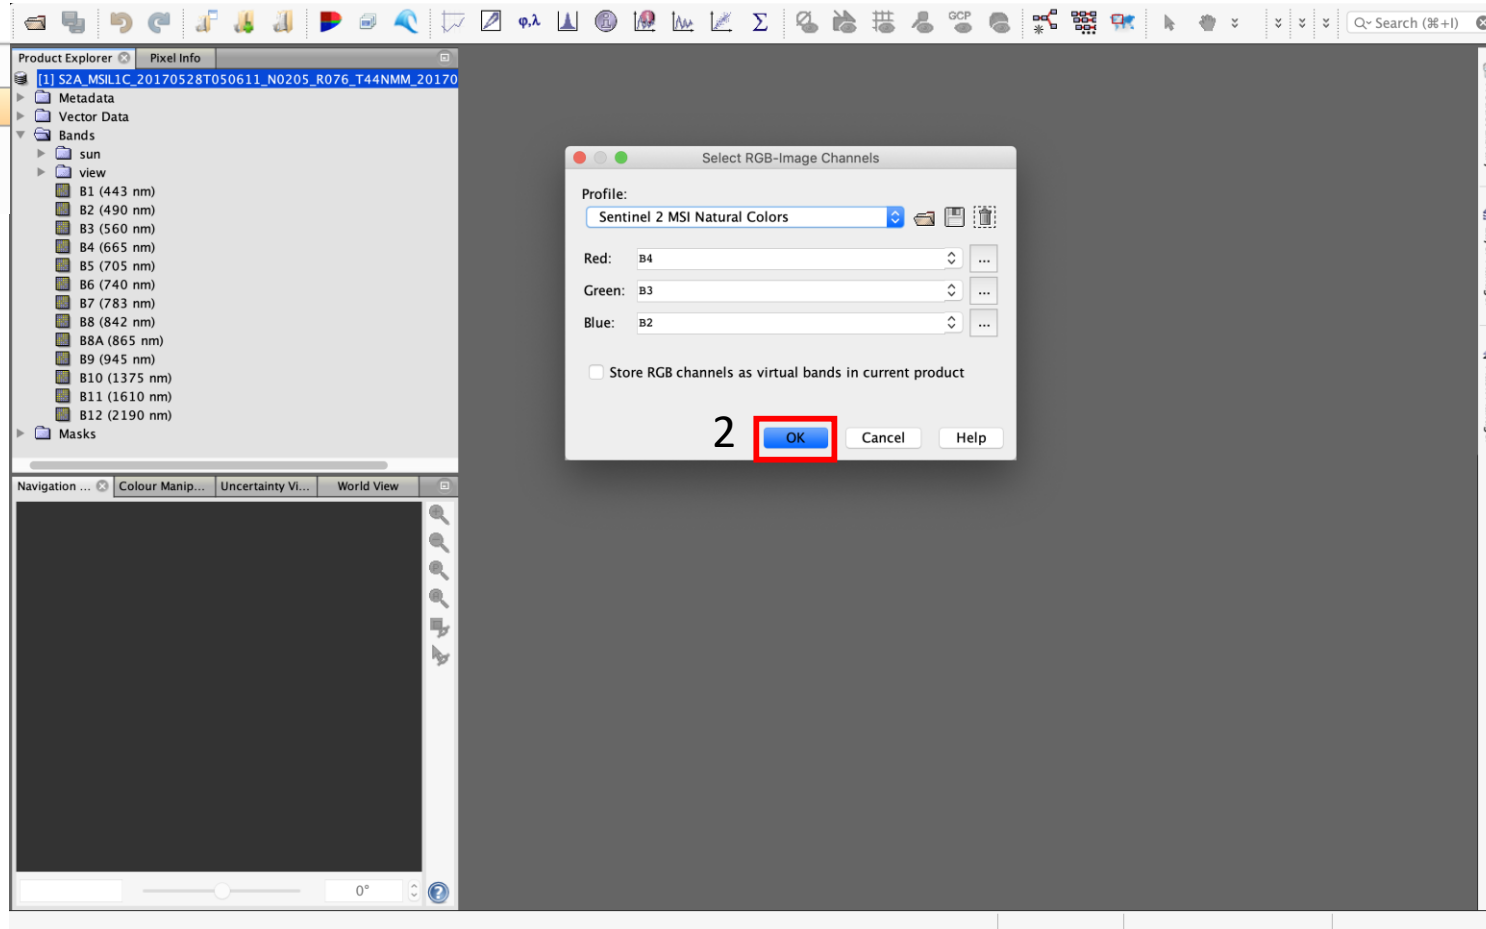 φ,λ
Σ
GCP
Search (⌘+I)
Product Explorer
Pixel Info
[1] S2A_MSIL1C_20170528T050611_N0205_R076_T44NMM_20170
Metadata
Vector Data
Bands
sun
view
B1 (443 nm)
B2 (490 nm)
B3 (560 nm)
B4 (665 nm)
B5 (705 nm)
B6 (740 nm)
B7 (783 nm)
B8 (842 nm)
B8A (865 nm)
B9 (945 nm)
B10 (1375 nm)
B11 (1610 nm)
B12 (2190 nm)
Masks
Select RGB-Image Channels
Profile:
Sentinel 2 MSI Natural Colors
Red: B4 ...
Green: B3 ...
Blue: B2 ...
Store RGB channels as virtual bands in current product
2 OK Cancel Help
Navigation ... Colour Manip... Uncertainty Vi... World View
0°